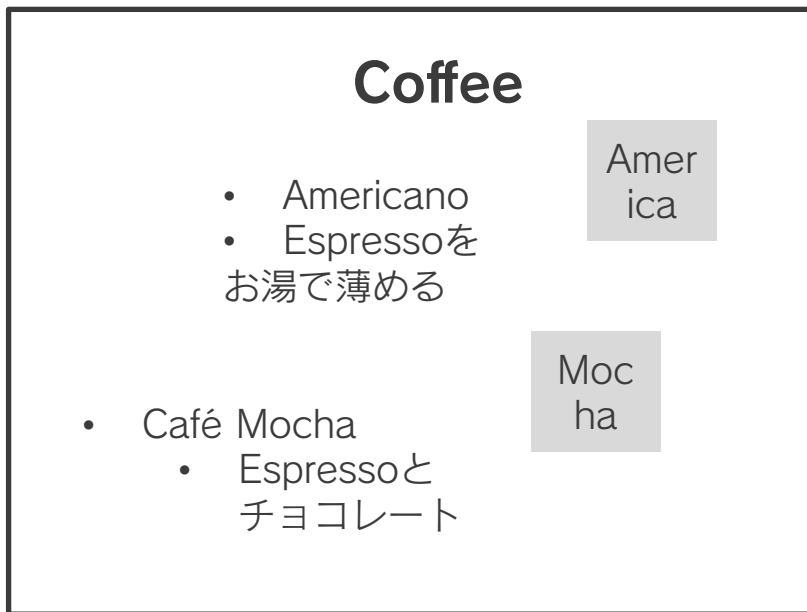 Coffee
• Americano
• Espressoを
お湯で薄める
Amer
ica
• Café Mocha
• Espressoと
チョコレート
Moc
ha